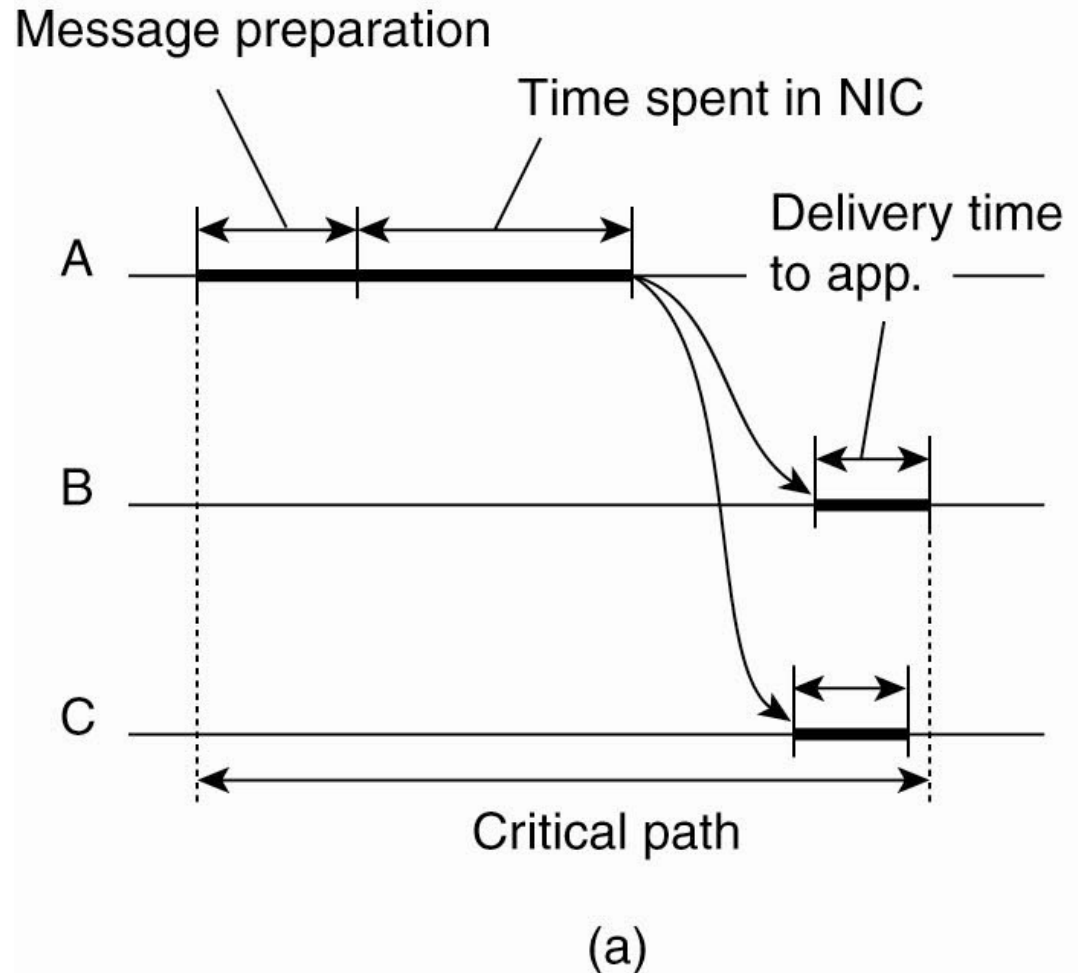 Message preparation
Time spent in NIC
Delivery time
to app.
A
B
C
Critical path
(a)